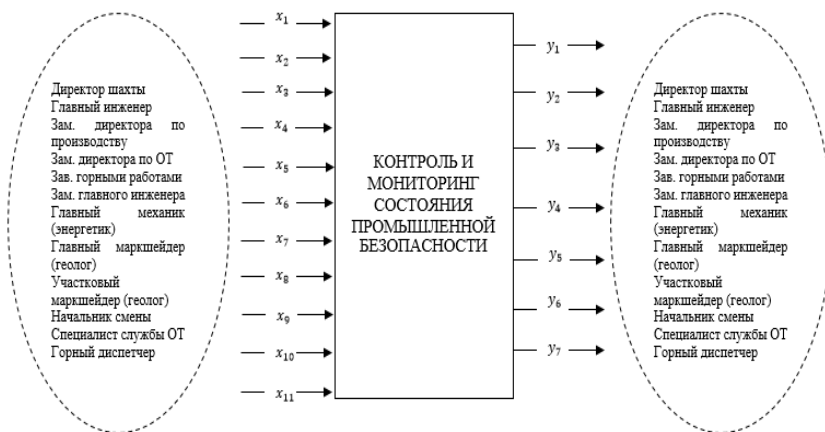 Директор шахты
Главный инженер
Зам. директора по
производству
Зам. директора по ОТ
Зав. горными работами
Зам. главного инженера
Главный механик
(энергетик)
Главный маркшейдер
(геолог)
Участковый
маркшейдер (геолог)
Начальник смены
Специалист службы ОТ
Горный диспетчер
x1
x2
x3
x4
x5
x6
x7
x8
x9
x10
x11
КОНТРОЛЬ И
МОНИТОРИНГ
СОСТОЯНИЯ
ПРОМЫШЛЕННОЙ
БЕЗОПАСНОСТИ
y1
y2
y3
y4
y5
y6
y7
Директор шахты
Главный инженер
Зам. директора по
производству
Зам. директора по ОТ
Зав. горными работами
Зам. главного инженера
Главный механик
(энергетик)
Главный маркшейдер
(геолог)
Участковый
маркшейдер (геолог)
Начальник смены
Специалист службы ОТ
Горный диспетчер